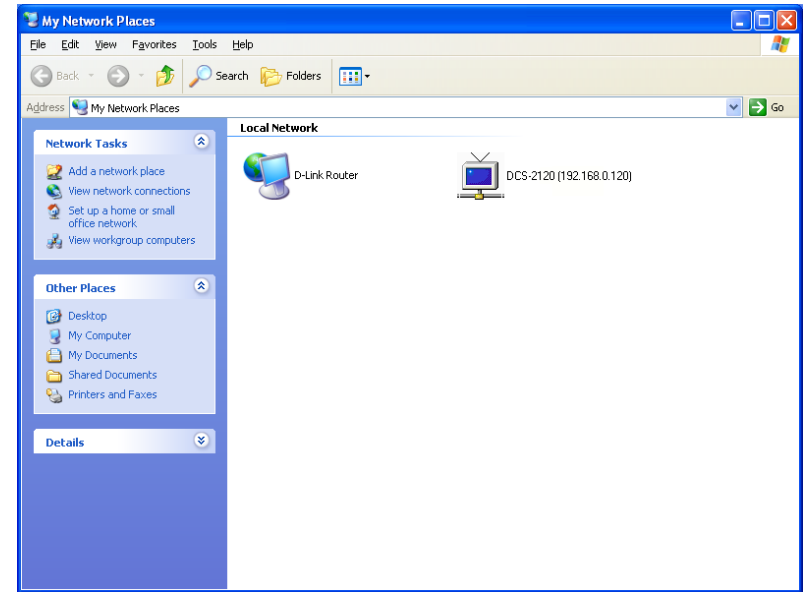 My Network Places
File Edit View Favorites Tools Help
Back Search Folders
Address My Network Places Go
Network Tasks
Add a network place
View network connections
Set up a home or small
office network
View workgroup computers
Other Places
Desktop
My Computer
My Documents
Shared Documents
Printers and Faxes
Details
Local Network
D-Link Router DCS-2120 (192.168.0.120)